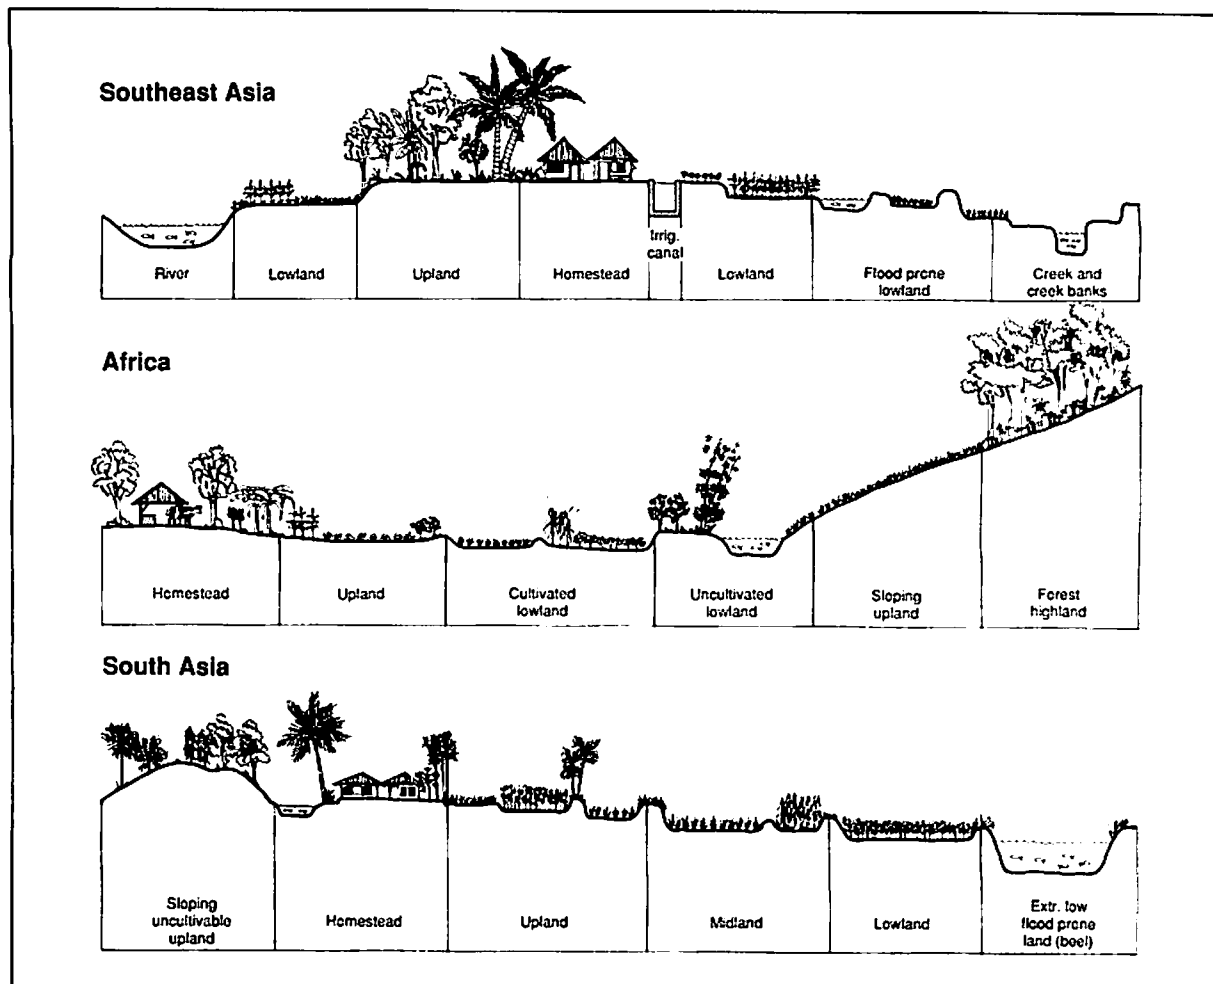 Southeast Asia
River
Lowland
Upland
Homestead
Irrig.
canal
Lowland
Flood prone
lowland
Creek and
creek banks
Africa
Homestead
Upland
Cultivated
lowland
Uncultivated
lowland
Sloping
upland
Forest
highland
South Asia
Sloping
uncultivable
upland
Homestead
Upland
Midland
Lowland
Extr. low
flood prone
land (beel)